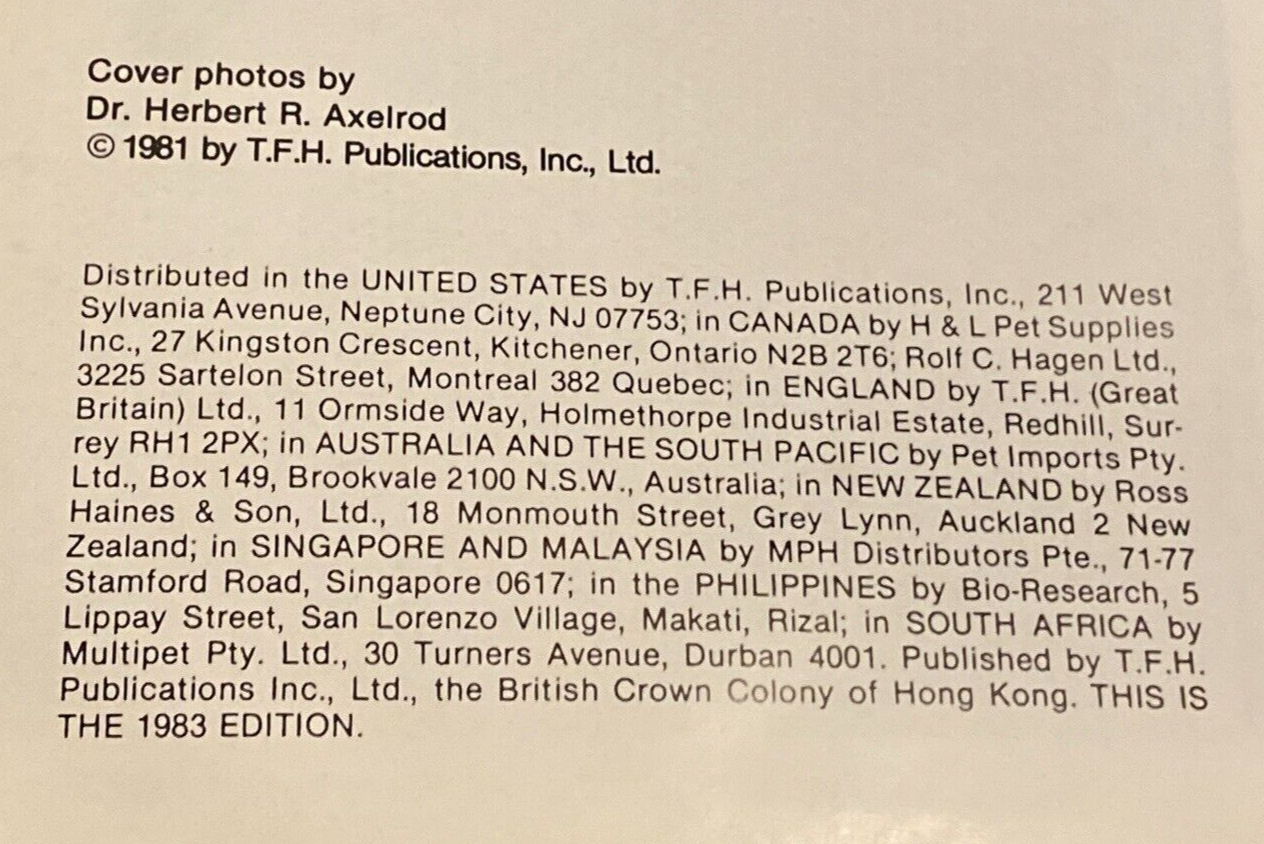 Cover photos by
Dr. Herbert R. Axelrod
© 1981 by T.F.H. Publications, Inc., Ltd.
Distributed in the UNITED STATES by T.F.H. Publications, Inc., 211 West
Sylvania Avenue, Neptune City, NJ 07753; in CANADA by H & L Pet Supplies
Inc., 27 Kingston Crescent, Kitchener, Ontario N2B 2T6; Rolf C. Hagen Ltd.,
3225 Sartelon Street, Montreal 382 Quebec; in ENGLAND by T.F.H. (Great
Britain) Ltd., 11 Ormside Way, Holmethorpe Industrial Estate, Redhill, Sur-
rey RH1 2PX; in AUSTRALIA AND THE SOUTH PACIFIC by Pet Imports Pty.
Ltd., Box 149, Brookvale 2100 N.S.W., Australia; in NEW ZEALAND by Ross
Haines & Son, Ltd., 18 Monmouth Street, Grey Lynn, Auckland 2 New
Zealand; in SINGAPORE AND MALAYSIA by MPH Distributors Pte., 71-77
Stamford Road, Singapore 0617; in the PHILIPPINES by Bio-Research, 5
Lippay Street, San Lorenzo Village, Makati, Rizal; in SOUTH AFRICA by
Multipet Pty. Ltd., 30 Turners Avenue, Durban 4001. Published by T.F.H.
Publications Inc., Ltd., the British Crown Colony of Hong Kong. THIS IS
THE 1983 EDITION.